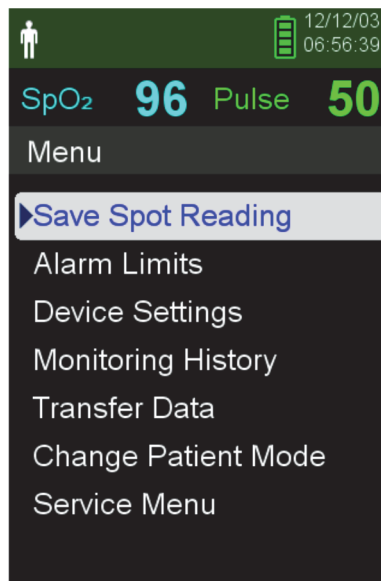 12/12/03
06:56:39
SpO₂ 96 Pulse 50
Menu
Save Spot Reading
Alarm Limits
Device Settings
Monitoring History
Transfer Data
Change Patient Mode
Service Menu